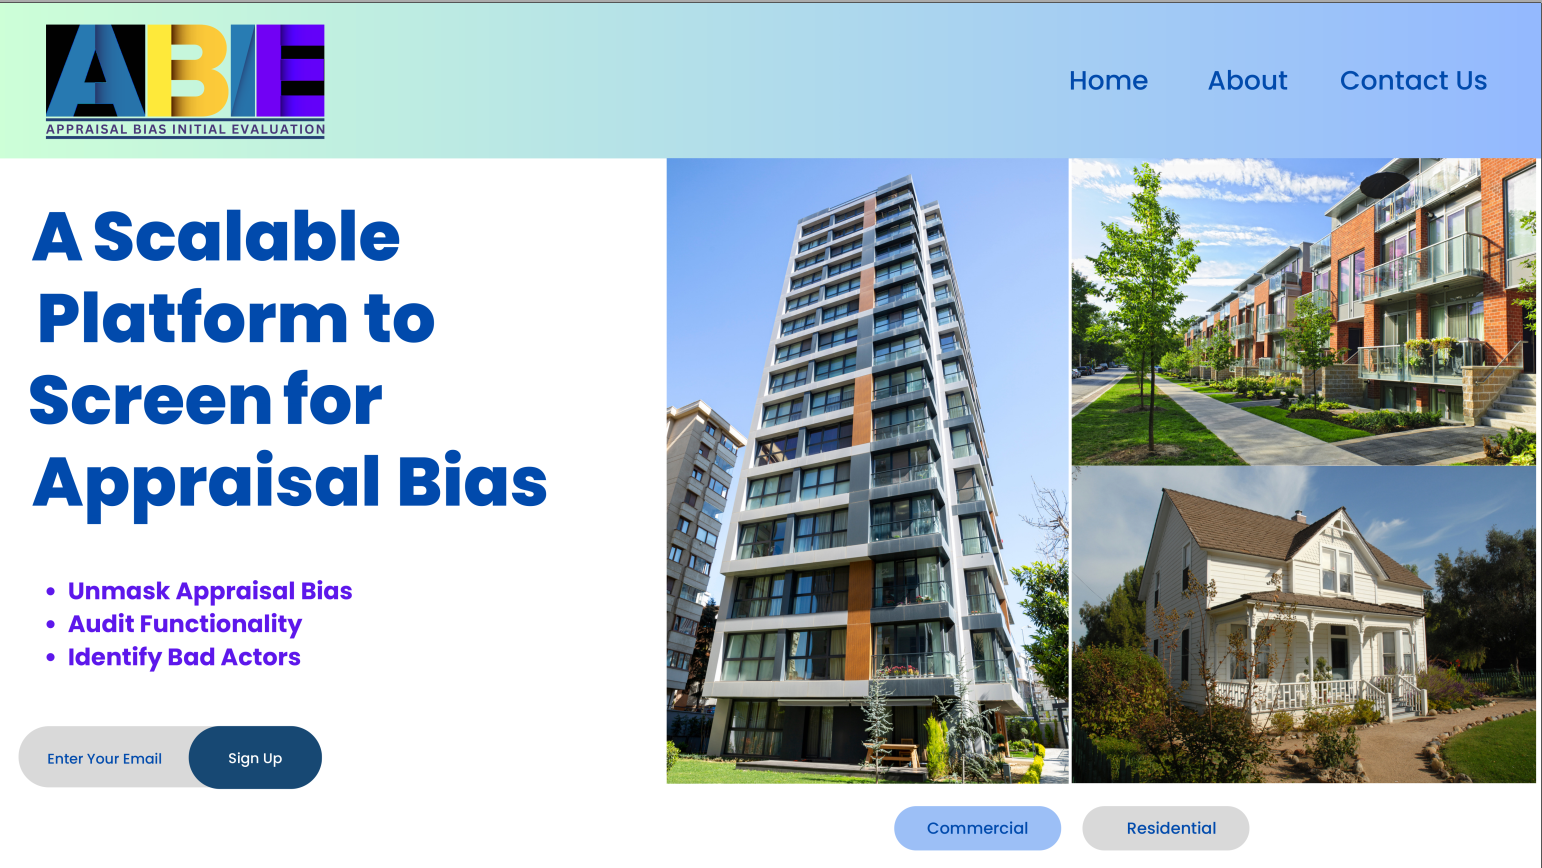 ABIE
APPRAISAL BIAS INITIAL EVALUATION
Home
About
Contact Us
A Scalable
Platform to
Screen for
Appraisal Bias
• Unmask Appraisal Bias
• Audit Functionality
• Identify Bad Actors
Enter Your Email
Sign Up
Commercial
Residential